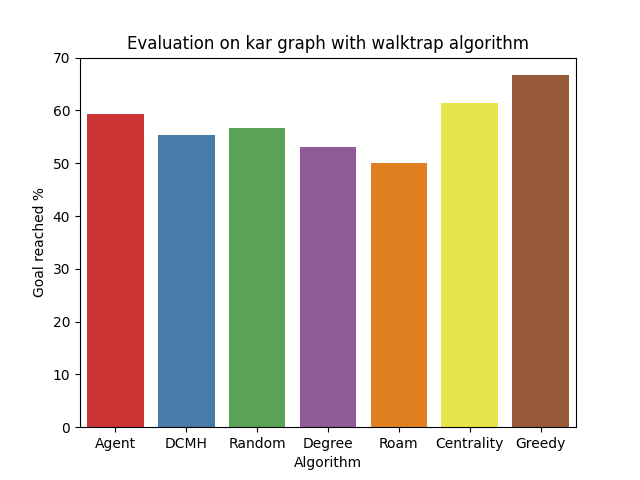 Evaluation on kar graph with walktrap algorithm
Goal reached %
70
60
50
40
30
20
10
0
Agent DCMH Random Degree Roam Centrality Greedy
Algorithm